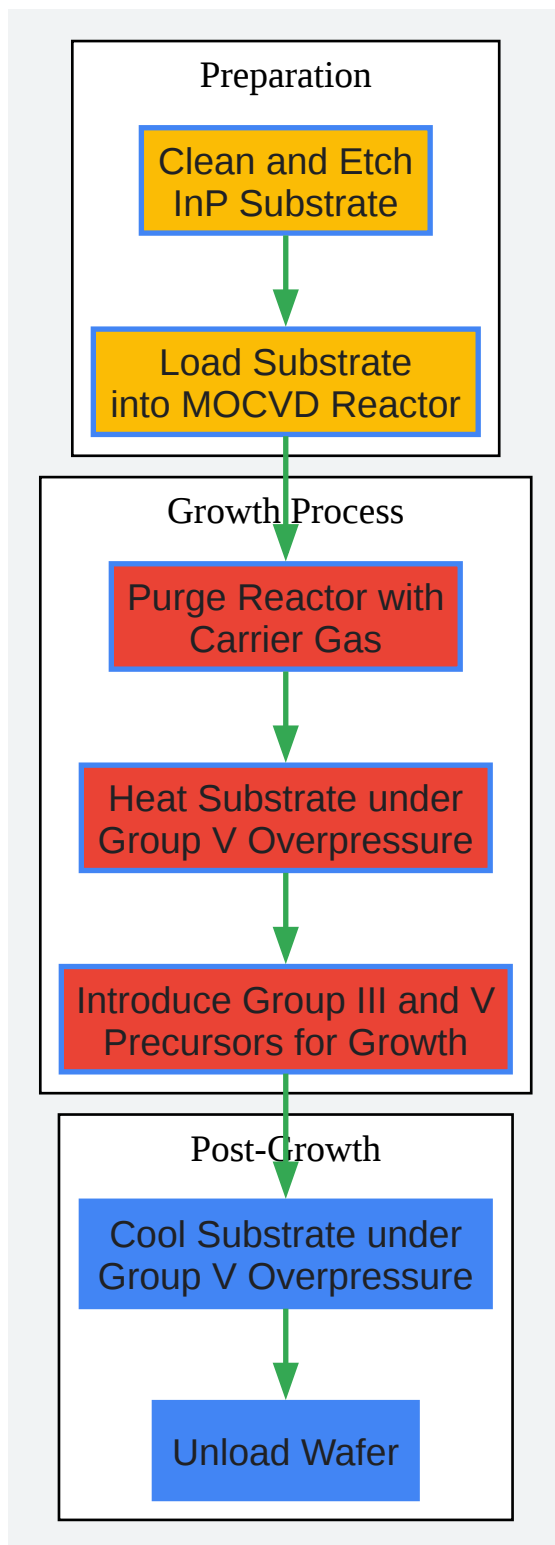 Preparation
Clean and Etch
InP Substrate
Load Substrate
into MOCVD Reactor
Growth Process
Purge Reactor with
Carrier Gas
Heat Substrate under
Group V Overpressure
Introduce Group III and V
Precursors for Growth
Post-Growth
Cool Substrate under
Group V Overpressure
Unload Wafer